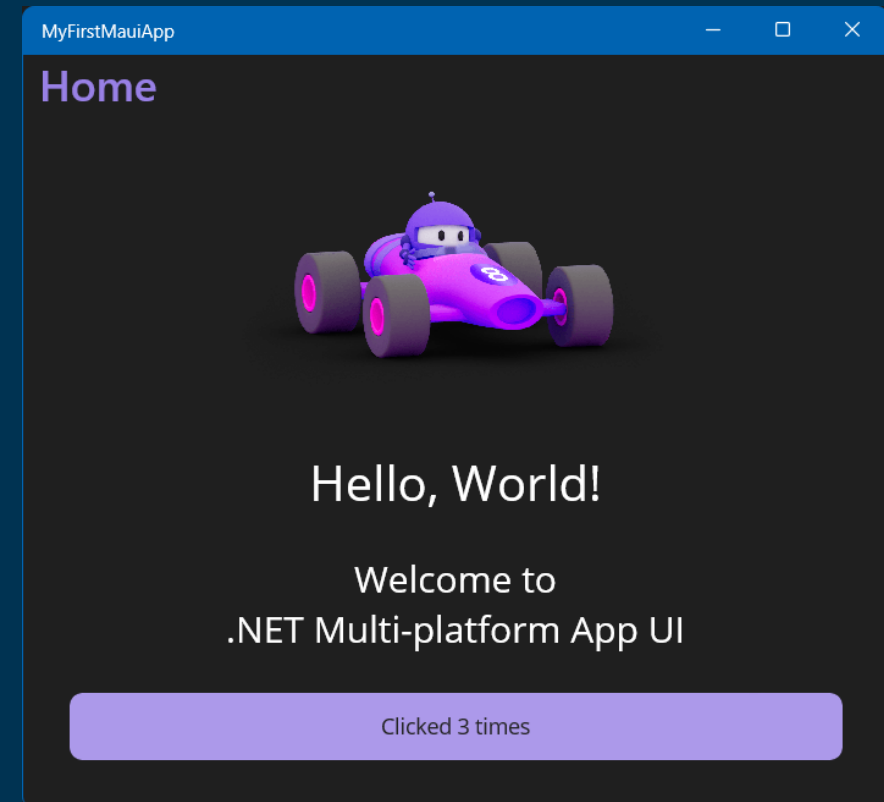 MyFirstMauiApp
Home
8
Hello, World!
Welcome to
.NET Multi-platform App UI
Clicked 3 times